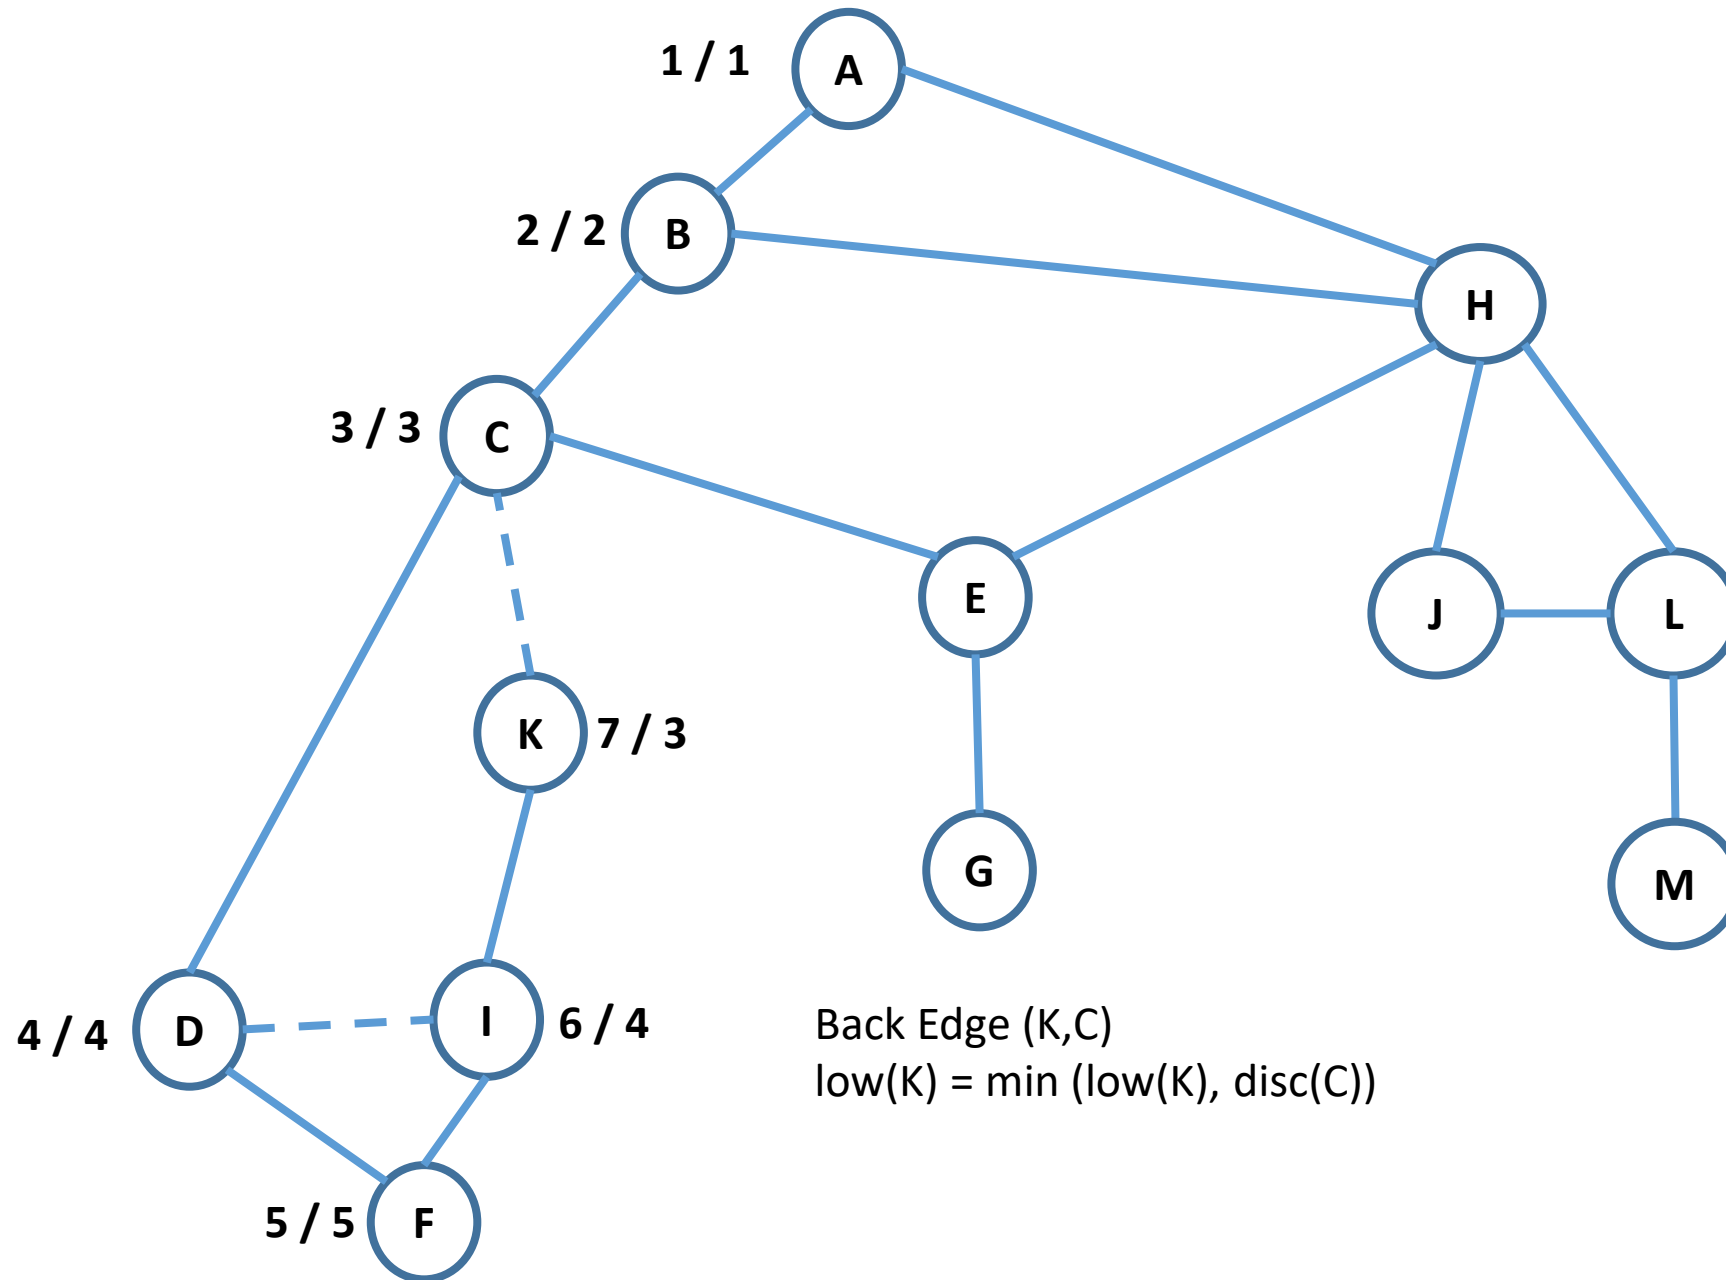 1 / 1
A
2 / 2
B
H
3 / 3
C
E
J
L
K
7 / 3
G
M
4 / 4
D
I
6 / 4
Back Edge (K,C)
low(K) = min (low(K), disc(C))
5 / 5
F